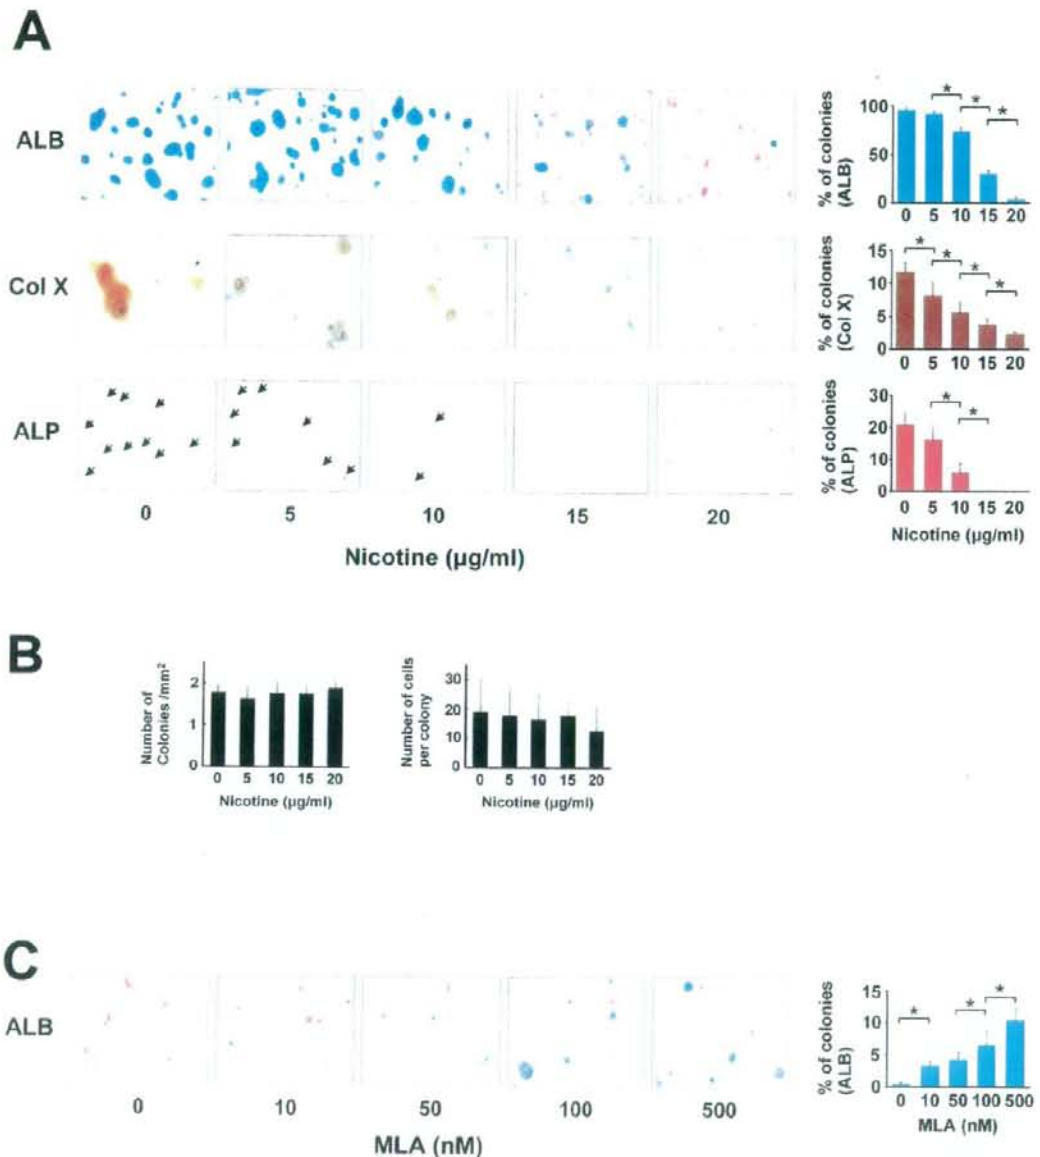 A
ALB
Col X
ALP
0 5 10 15 20
Nicotine (µg/ml)
% of colonies
(ALB)
100
50
0
* * *
0 5 10 15 20
% of colonies
(Col X)
15
10
5
0
* * * *
0 5 10 15 20
% of colonies
(ALP)
30
20
10
0
* *
0 5 10 15 20
Nicotine (µg/ml)
B
Number of
Colonies /mm²
2
1
0
0 5 10 15 20
Nicotine (µg/ml)
Number of cells
per colony
30
20
10
0
0 5 10 15 20
Nicotine (µg/ml)
C
ALB
0 10 50 100 500
MLA (nM)
% of colonies
(ALB)
15
10
5
0
* * *
0 10 50 100 500
MLA (nM)